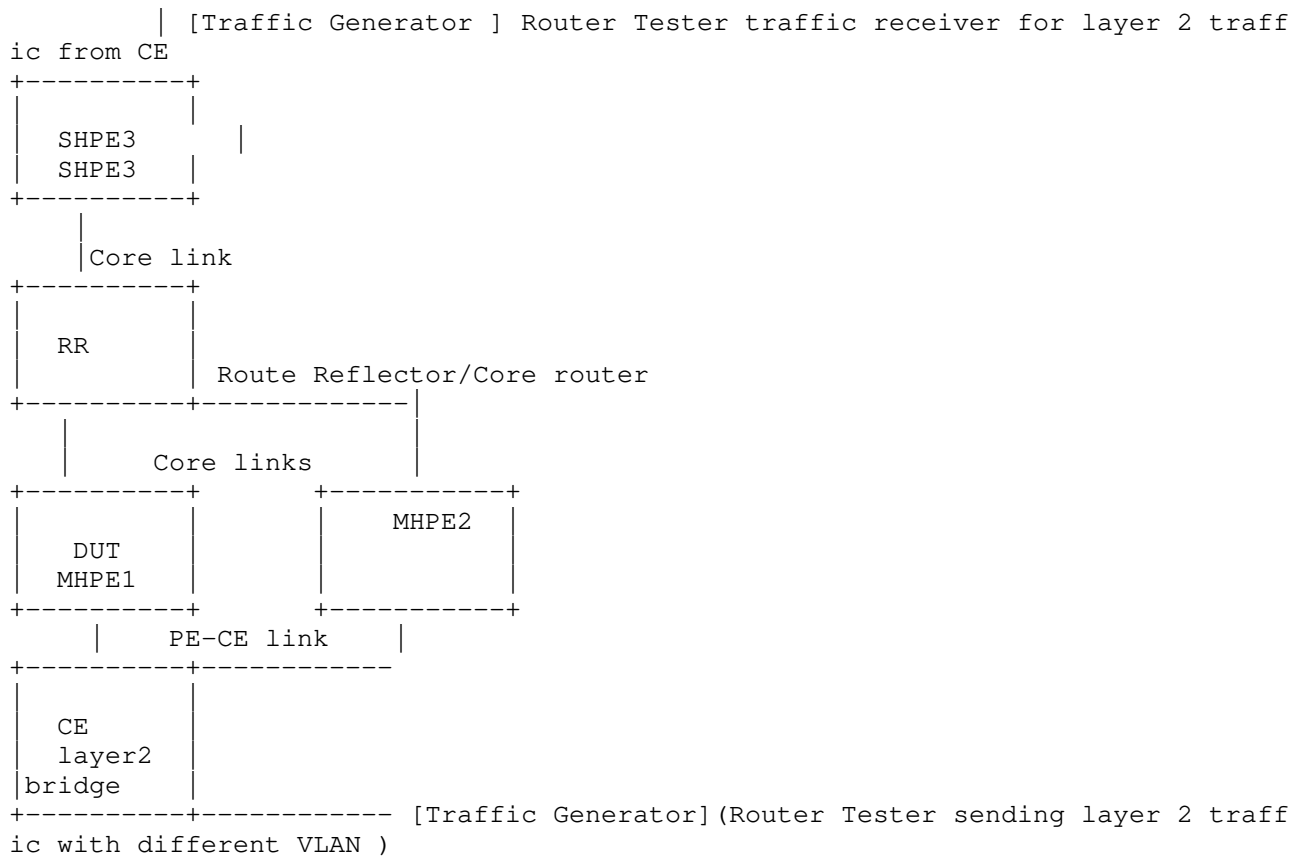 [Traffic Generator ] Router Tester traffic receiver for layer 2 traff
ic from CE
SHPE3
SHPE3
Core link
RR
Route Reflector/Core router
Core links
MHPE2
DUT
MHPE1
PE-CE link
CE
layer2
bridge
[Traffic Generator](Router Tester sending layer 2 traff
ic with different VLAN )